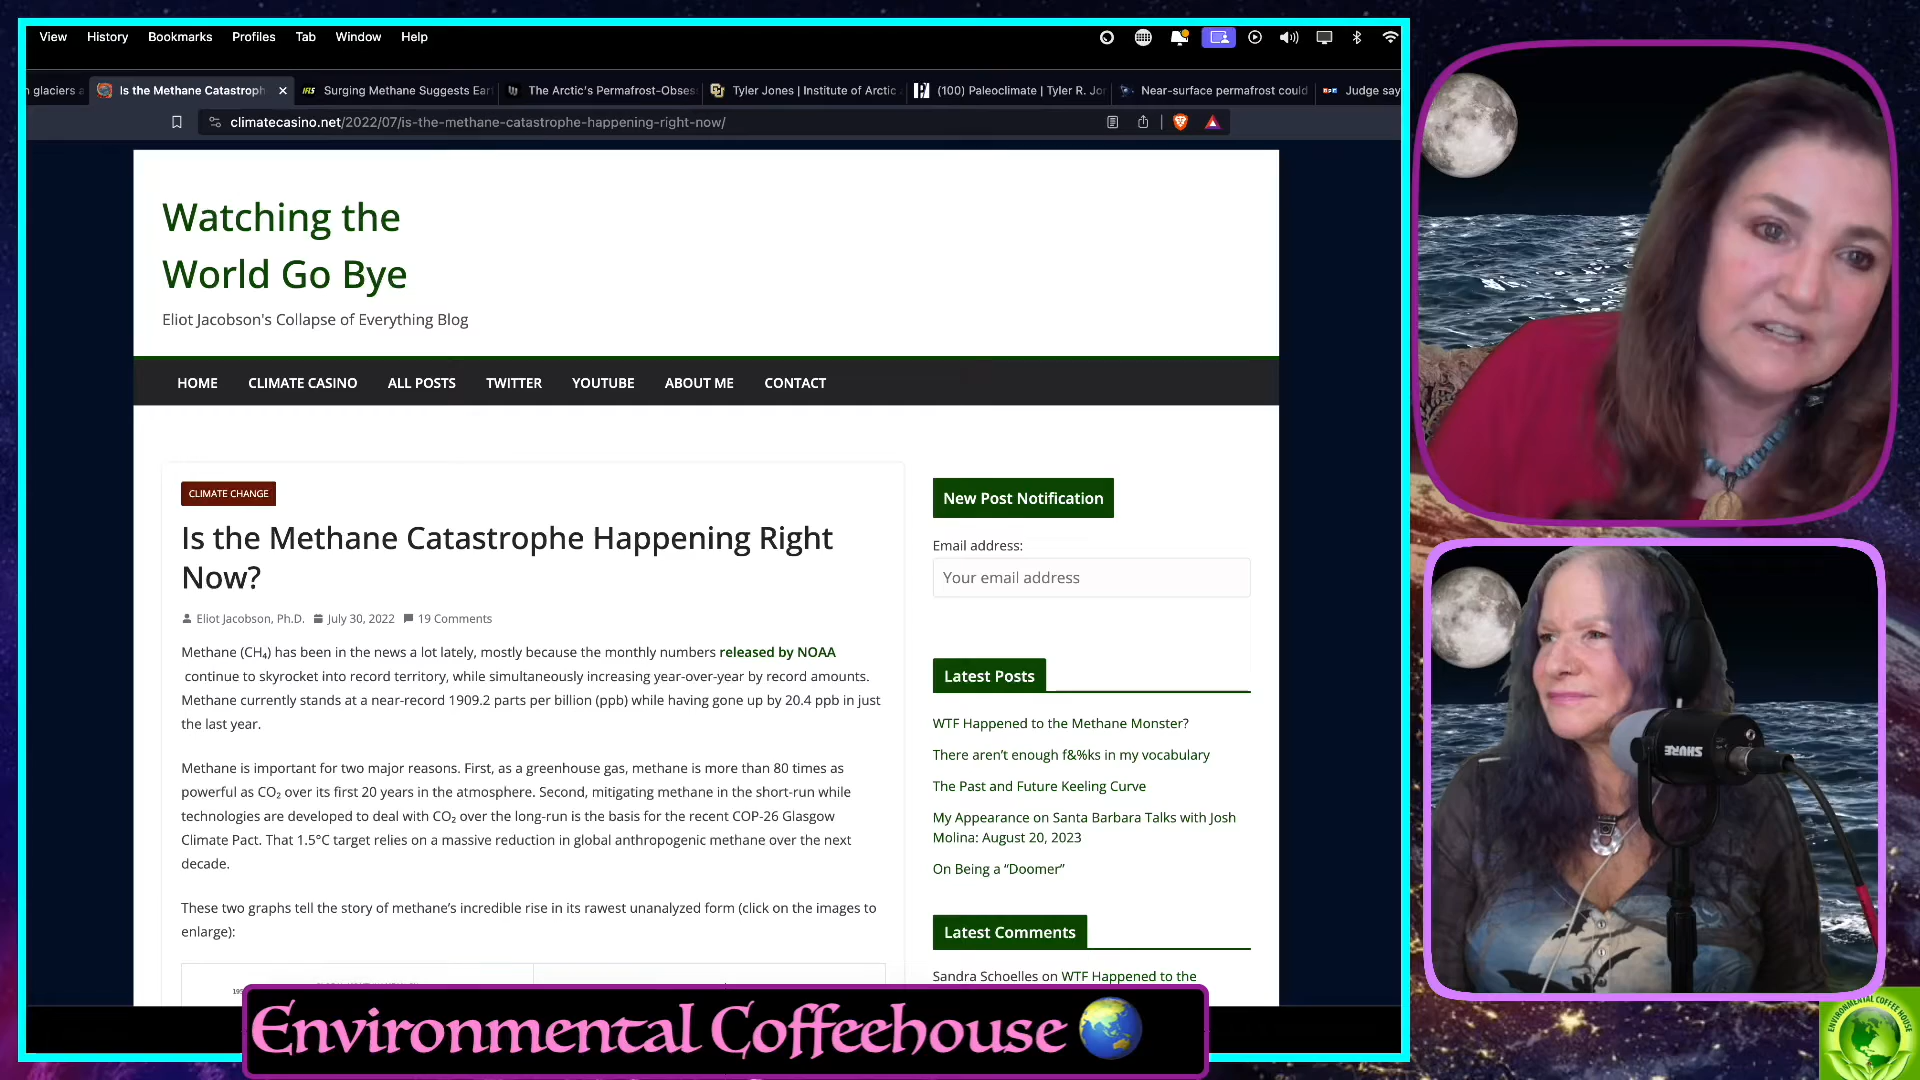 View History Bookmarks Profiles Tab Window Help
n glaciers a
Is the Methane Catastroph
IFLS Surging Methane Suggests Ear
The Arctic's Permafrost-Obses
Tyler Jones | Institute of Arctic
(100) Paleoclimate | Tyler R. Jo
Near-surface permafrost could
Judge say
climatecasino.net/2022/07/is-the-methane-catastrophe-happening-right-now/
Watching the
World Go Bye
Eliot Jacobson's Collapse of Everything Blog
HOME CLIMATE CASINO ALL POSTS TWITTER YOUTUBE ABOUT ME CONTACT
CLIMATE CHANGE
Is the Methane Catastrophe Happening Right
Now?
Eliot Jacobson, Ph.D. July 30, 2022 19 Comments
Methane (CH₄) has been in the news a lot lately, mostly because the monthly numbers released by NOAA
continue to skyrocket into record territory, while simultaneously increasing year-over-year by record amounts.
Methane currently stands at a near-record 1909.2 parts per billion (ppb) while having gone up by 20.4 ppb in just
the last year.
Methane is important for two major reasons. First, as a greenhouse gas, methane is more than 80 times as
powerful as CO₂ over its first 20 years in the atmosphere. Second, mitigating methane in the short-run while
technologies are developed to deal with CO₂ over the long-run is the basis for the recent COP-26 Glasgow
Climate Pact. That 1.5°C target relies on a massive reduction in global anthropogenic methane over the next
decade.
These two graphs tell the story of methane's incredible rise in its rawest unanalyzed form (click on the images to
enlarge):
New Post Notification
Email address:
Your email address
Latest Posts
WTF Happened to the Methane Monster?
There aren't enough f&%ks in my vocabulary
The Past and Future Keeling Curve
My Appearance on Santa Barbara Talks with Josh
Molina: August 20, 2023
On Being a “Doomer”
Latest Comments
Sandra Schoelles on WTF Happened to the
Environmental Coffeehouse
SHURE
ENVIRONMENTAL COFFEE HOUSE